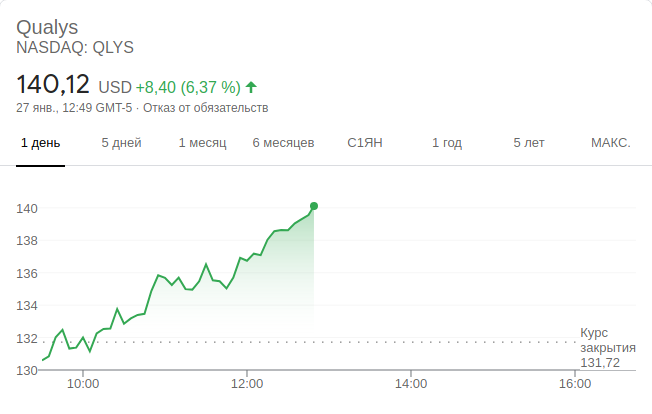 Qualys
NASDAQ: QLYS
140,12 USD +8,40 (6,37 %)
27 янв., 12:49 GMT-5 · Отказ от обязательств
1 день 5 дней 1 месяц 6 месяцев С1ЯН 1 год 5 лет МАКС.
140
138
136
134
132
130
Курс
закрытия
131,72
10:00 12:00 14:00 16:00